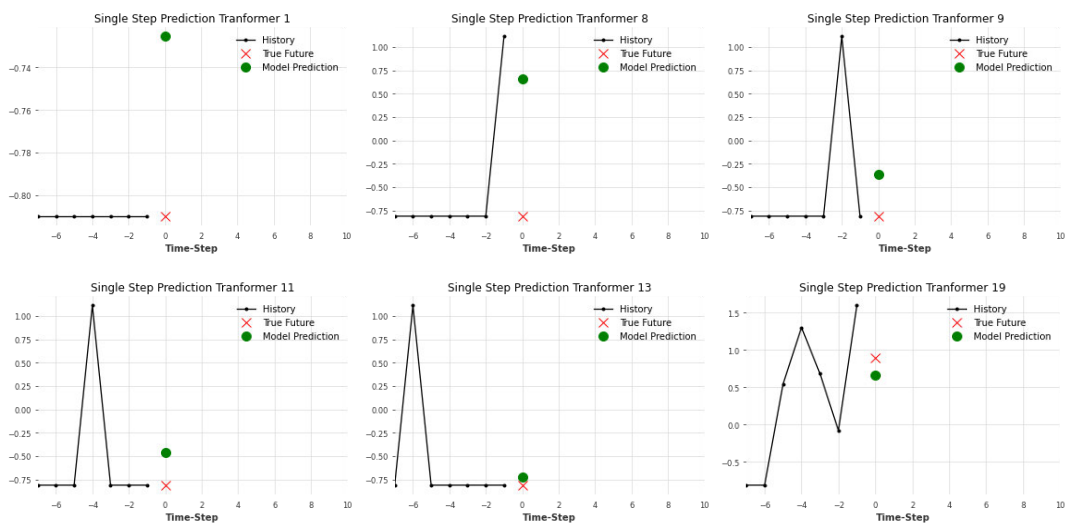 Single Step Prediction Tranformer 1
History
True Future
Model Prediction
−0.74
−0.76
−0.78
−0.80
−6 −4 −2 0 2 4 6 8 10
Time-Step
Single Step Prediction Tranformer 8
History
True Future
Model Prediction
1.00
0.75
0.50
0.25
0.00
−0.25
−0.50
−0.75
−6 −4 −2 0 2 4 6 8 10
Time-Step
Single Step Prediction Tranformer 9
History
True Future
Model Prediction
1.00
0.75
0.50
0.25
0.00
−0.25
−0.50
−0.75
−6 −4 −2 0 2 4 6 8 10
Time-Step
Single Step Prediction Tranformer 11
History
True Future
Model Prediction
1.00
0.75
0.50
0.25
0.00
−0.25
−0.50
−0.75
−6 −4 −2 0 2 4 6 8 10
Time-Step
Single Step Prediction Tranformer 13
History
True Future
Model Prediction
1.00
0.75
0.50
0.25
0.00
−0.25
−0.50
−0.75
−6 −4 −2 0 2 4 6 8 10
Time-Step
Single Step Prediction Tranformer 19
History
True Future
Model Prediction
1.5
1.0
0.5
0.0
−0.5
−6 −4 −2 0 2 4 6 8 10
Time-Step